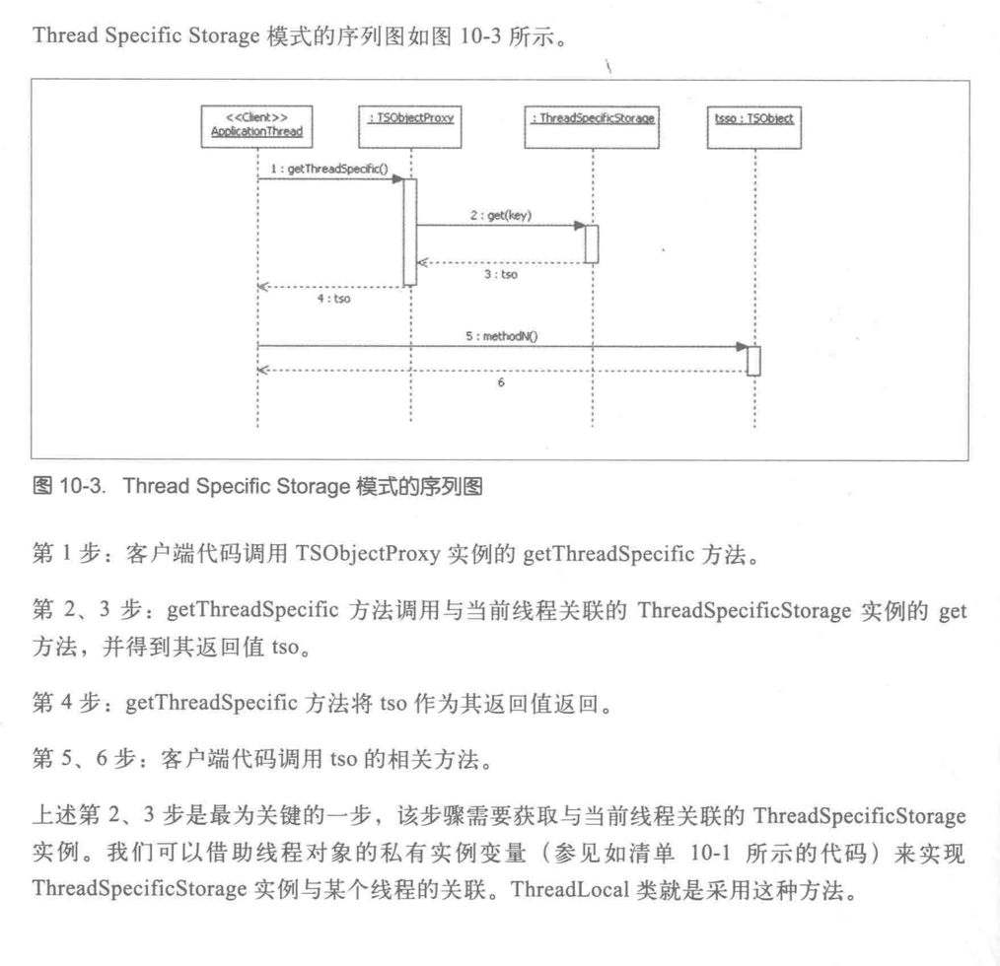 Thread Specific Storage 模式的序列图如图 10-3 所示。
<<Client>>
ApplicationThread
: TSObjectProxy
: ThreadSpecificStorage
tsso : TSObject
1 : getThreadSpecific()
2 : get(key)
3 : tso
4 : tso
5 : methodN()
6
图 10-3. Thread Specific Storage 模式的序列图
第 1 步：客户端代码调用 TSObjectProxy 实例的 getThreadSpecific 方法。
第 2、3 步：getThreadSpecific 方法调用与当前线程关联的 ThreadSpecificStorage 实例的 get
方法，并得到其返回值 tso。
第 4 步：getThreadSpecific 方法将 tso 作为其返回值返回。
第 5、6 步：客户端代码调用 tso 的相关方法。
上述第 2、3 步是最为关键的一步，该步骤需要获取与当前线程关联的 ThreadSpecificStorage
实例。我们可以借助线程对象的私有实例变量（参见如清单 10-1 所示的代码）来实现
ThreadSpecificStorage 实例与某个线程的关联。ThreadLocal 类就是采用这种方法。